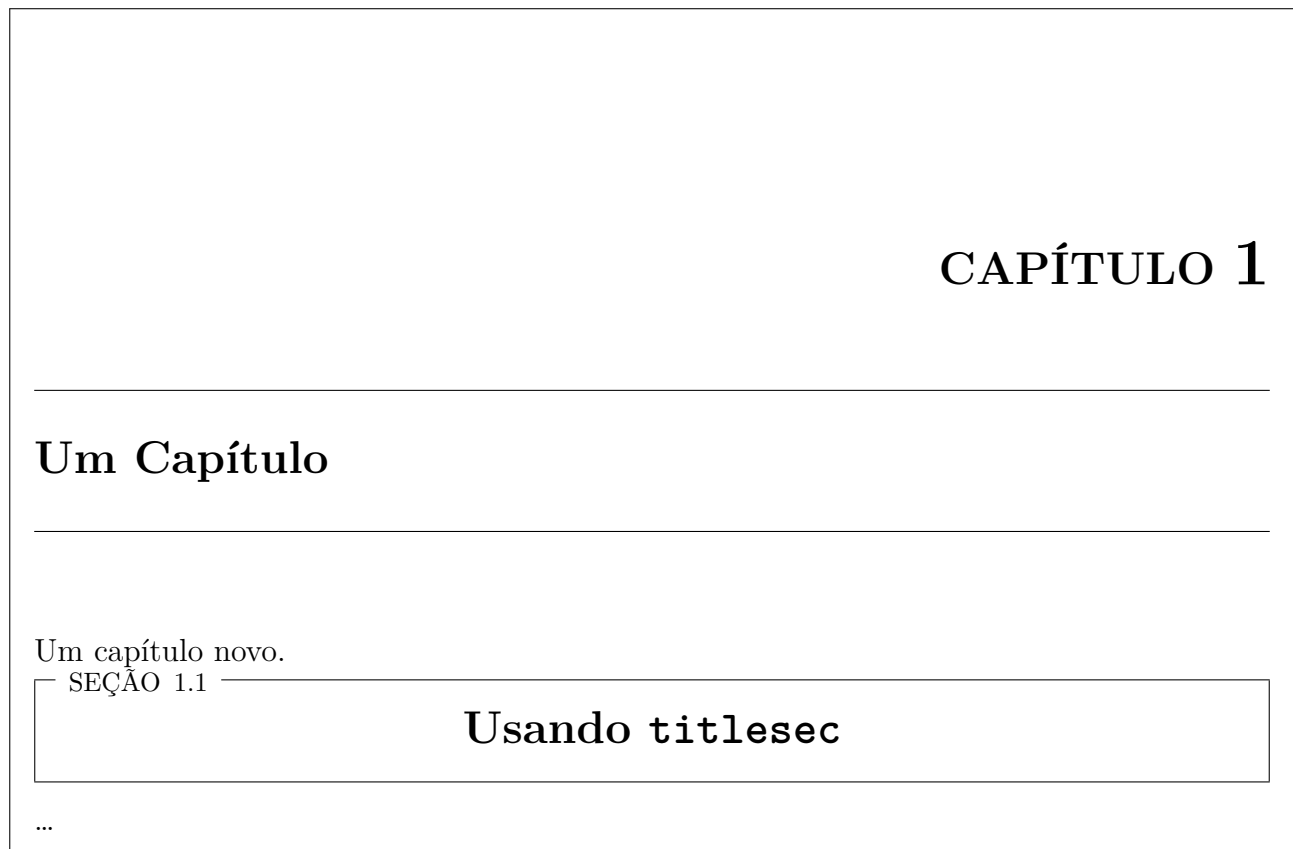 CAPÍTULO 1
Um Capítulo
Um capítulo novo.
SEÇÃO 1.1
Usando titlesec
...